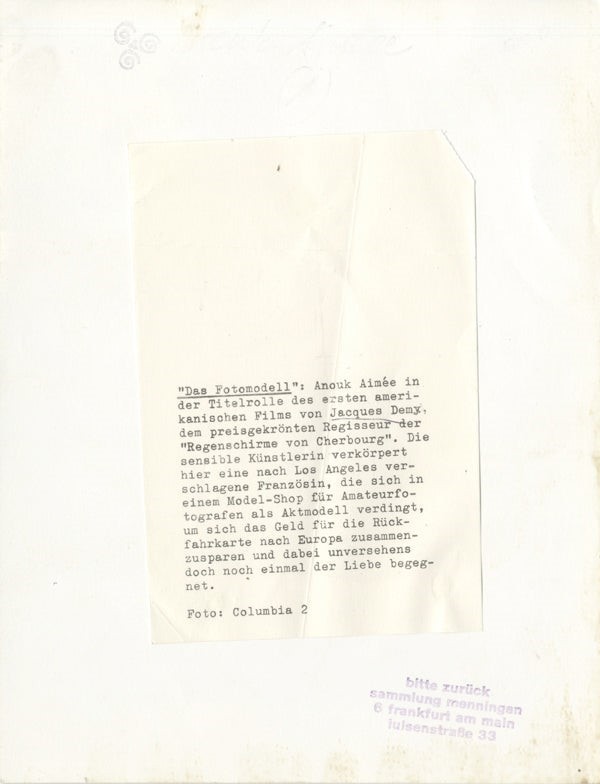 "Das Fotomodell": Anouk Aimée in
der Titelrolle des ersten ameri-
kanischen Films von Jacques Demy,
dem preisgekrönten Regisseur der
"Regenschirme von Cherbourg". Die
sensible Künstlerin verkörpert
hier eine nach Los Angeles ver-
schlagene Französin, die sich in
einem Model-Shop für Amateurfo-
tografen als Aktmodell verdingt,
um sich das Geld für die Rück-
fahrkarte nach Europa zusammen-
zusparen und dabei unversehens
doch noch einmal der Liebe begeg-
net.
Foto: Columbia 2
bitte zurück
sammlung menningen
6 frankfurt am main
luisenstraße 33